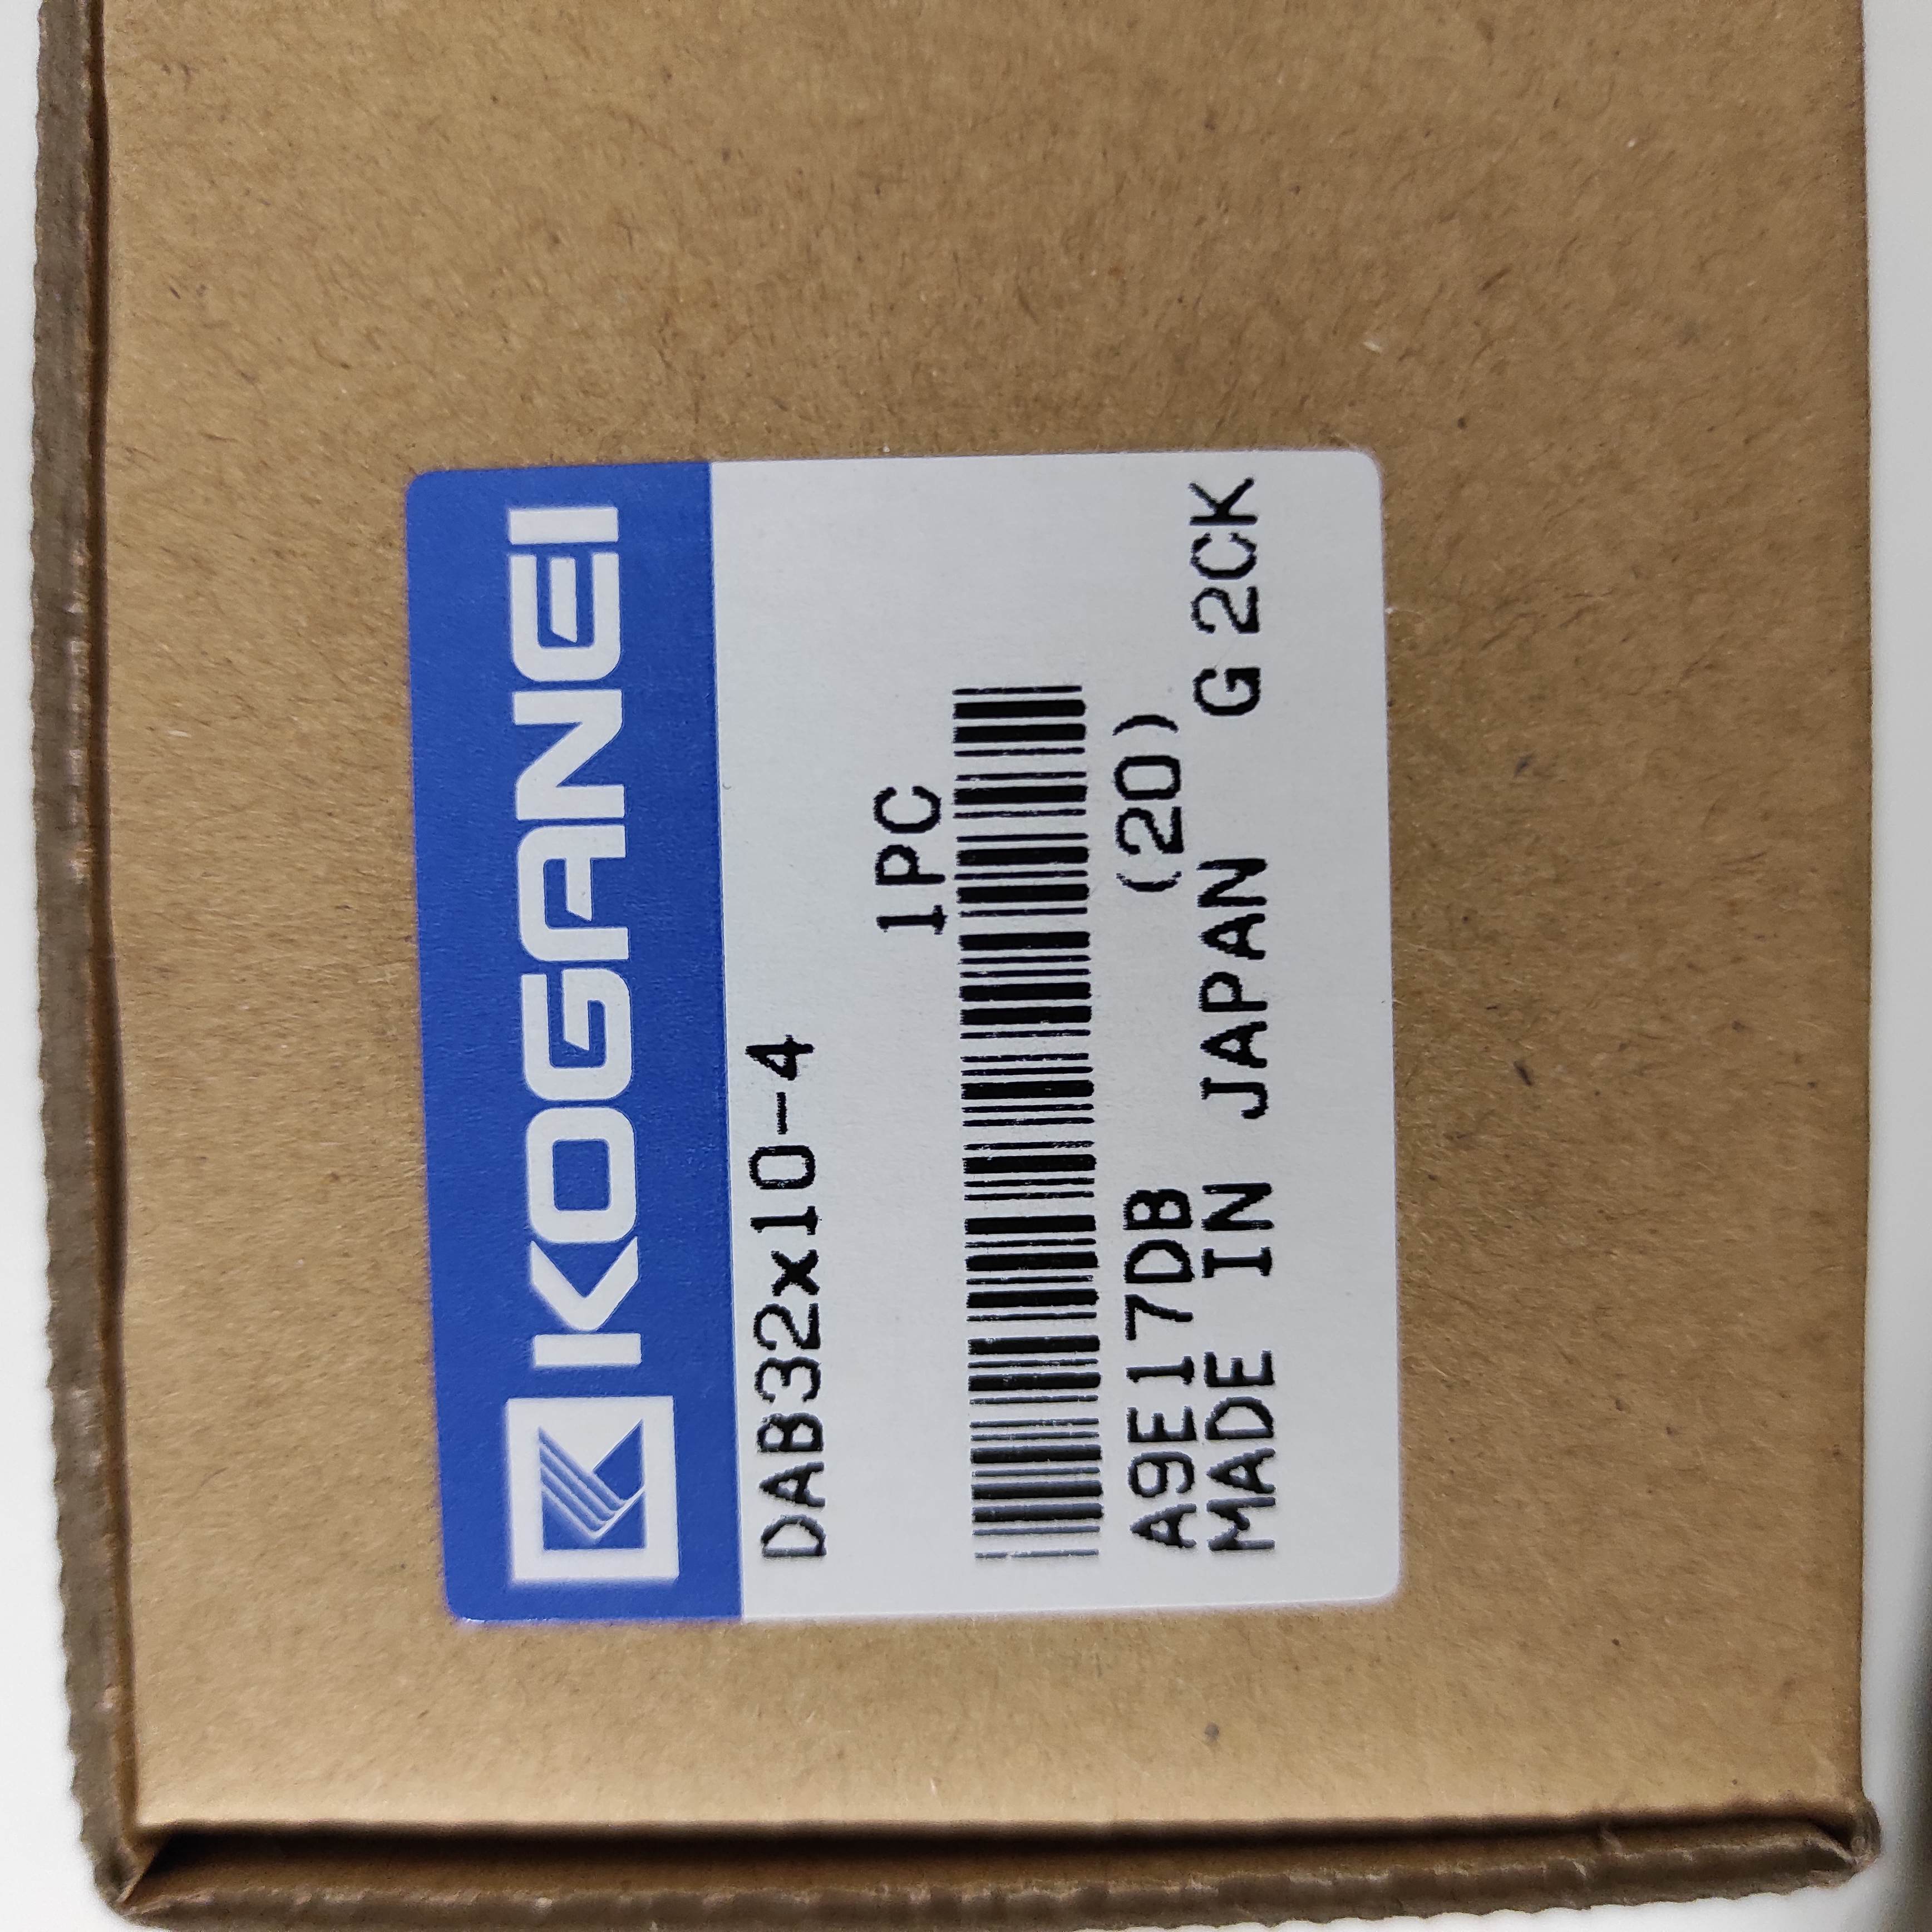 KOGANEI
DAB32x10-4
1PC
A9E17DB (20)
MADE IN JAPAN G 2CK